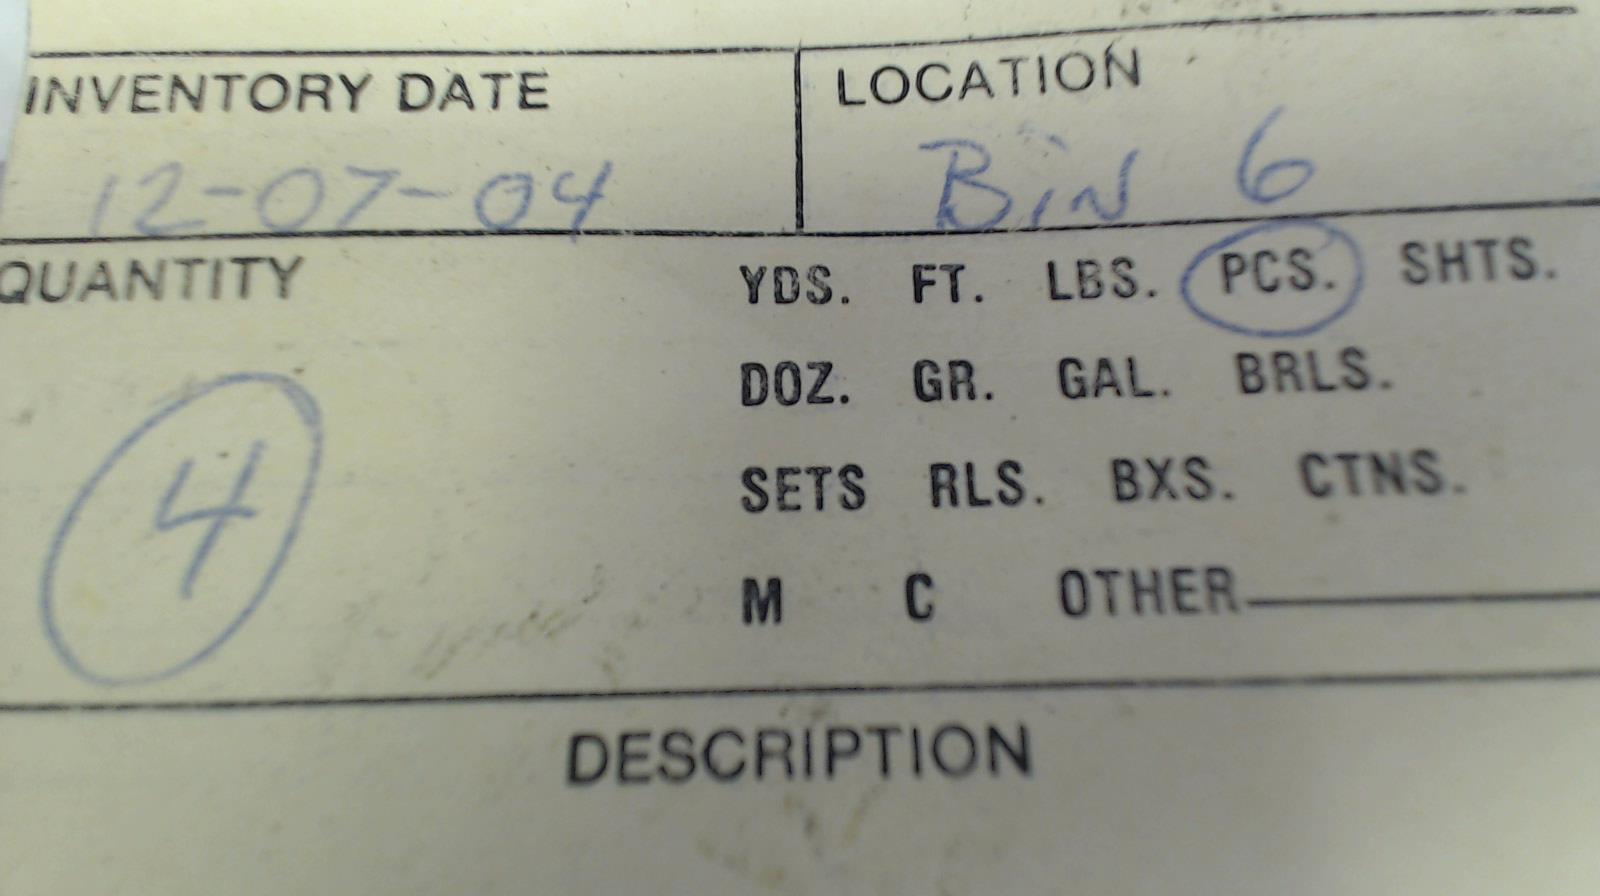 INVENTORY DATE LOCATION
12-07-04 BiN 6
QUANTITY YDS. FT. LBS. PCS. SHTS.
DOZ. GR. GAL. BRLS.
4 SETS RLS. BXS. CTNS.
M C OTHER
DESCRIPTION